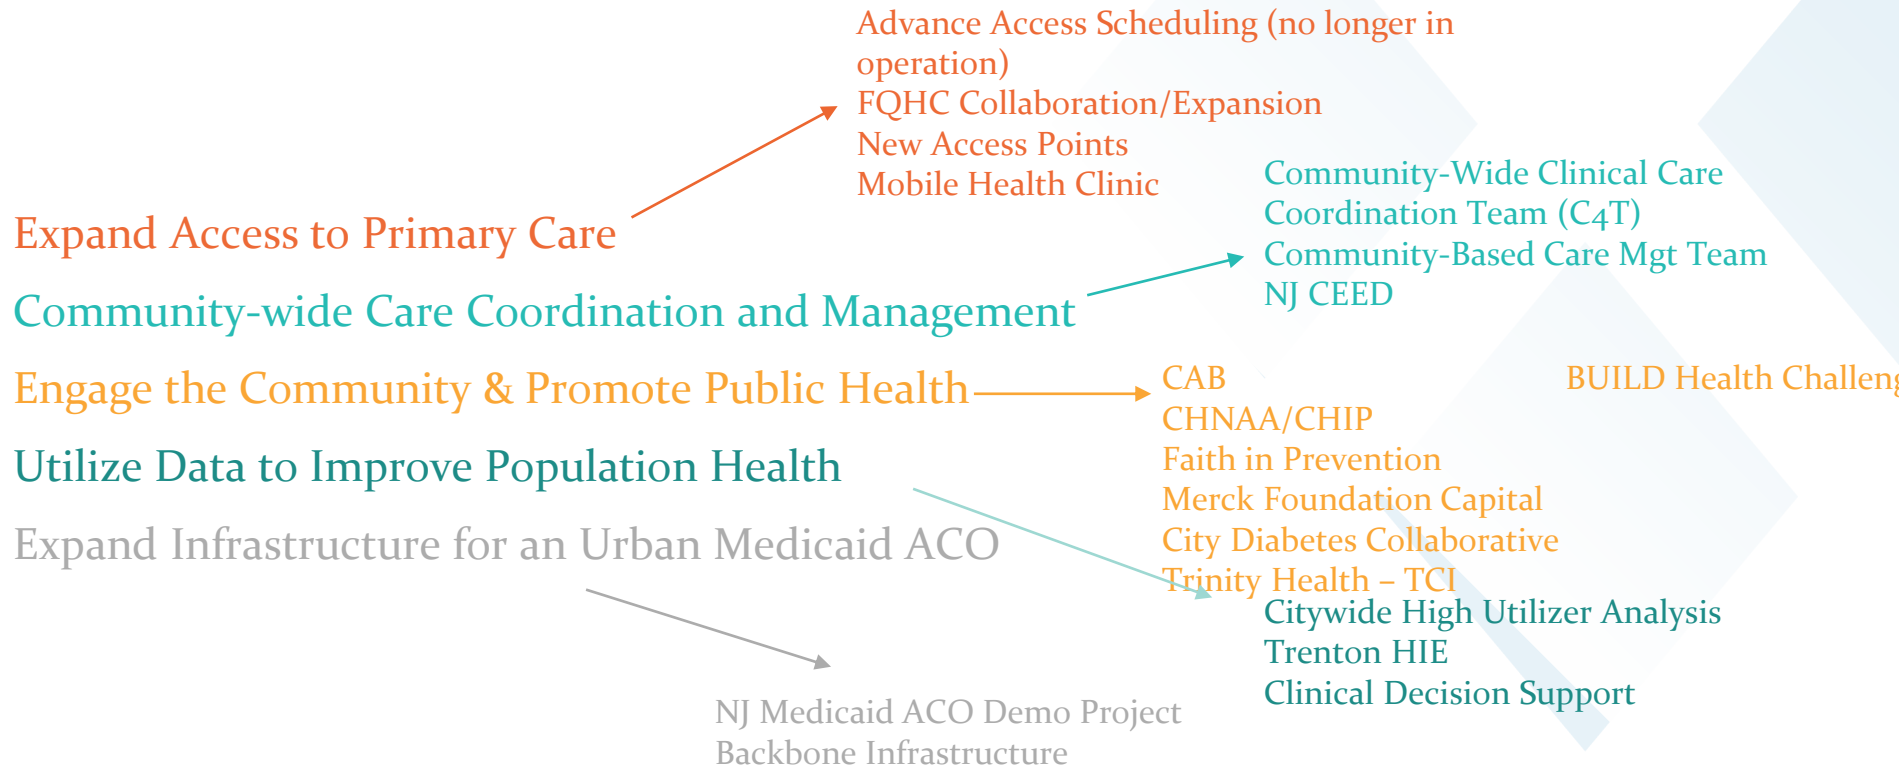 Advance Access Scheduling (no longer in
operation)
FQHC Collaboration/Expansion
New Access Points
Mobile Health Clinic
Expand Access to Primary Care
Community-Wide Clinical Care
Coordination Team (C4T)
Community-Based Care Mgt Team
NJ CEED
Community-wide Care Coordination and Management
Engage the Community & Promote Public Health
CAB
BUILD Health Challeng
CHNAA/CHIP
Faith in Prevention
Merck Foundation Capital
City Diabetes Collaborative
Trinity Health – TCI
Utilize Data to Improve Population Health
Citywide High Utilizer Analysis
Trenton HIE
Clinical Decision Support
Expand Infrastructure for an Urban Medicaid ACO
NJ Medicaid ACO Demo Project
Backbone Infrastructure